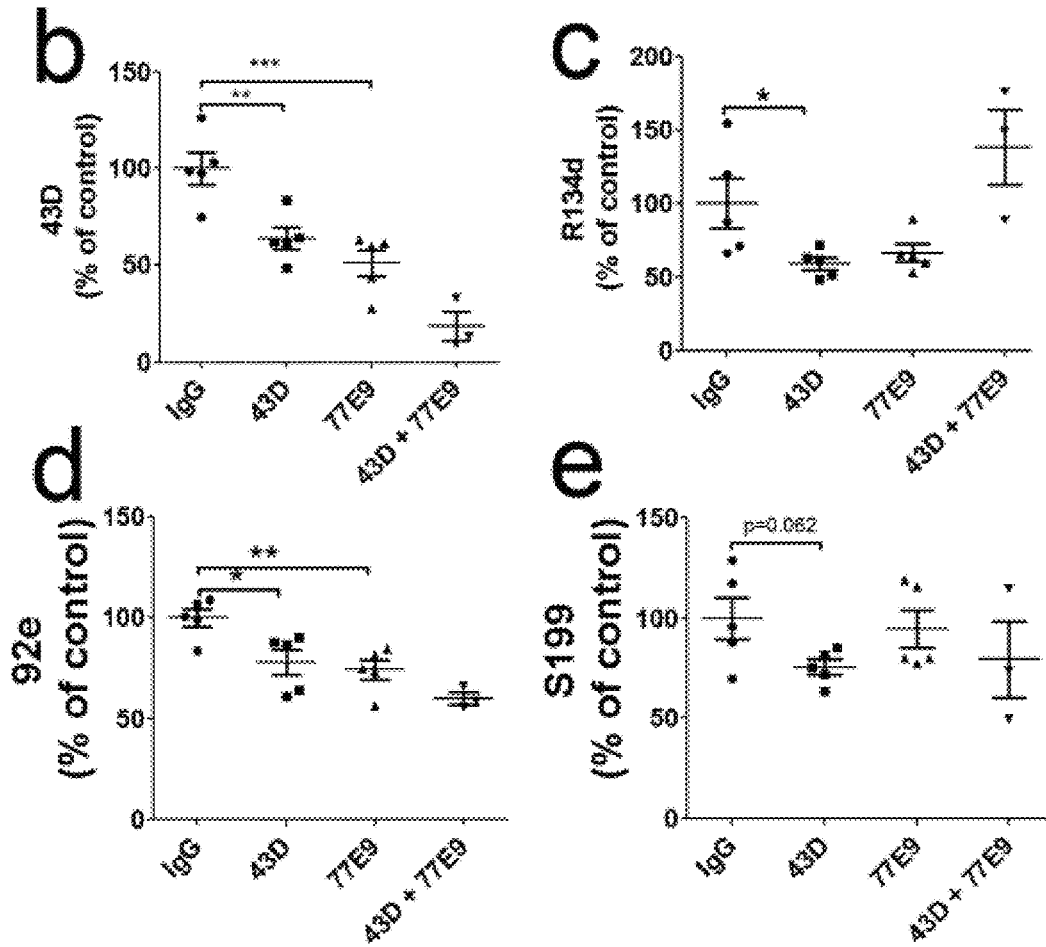 b
43D
(% of control)
150
100
50
0
***
**
IgG
43D
77E9
43D + 77E9
c
R134d
(% of control)
200
150
100
50
0
*
IgG
43D
77E9
43D + 77E9
d
92e
(% of control)
150
100
50
0
**
*
IgG
43D
77E9
43D + 77E9
e
S199
(% of control)
150
100
50
0
p=0.062
IgG
43D
77E9
43D + 77E9